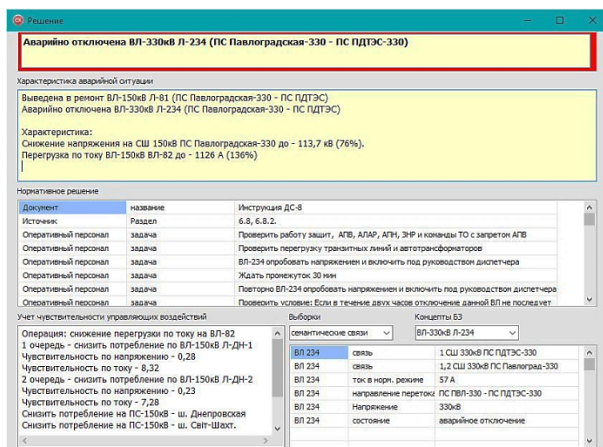 Решение
Аварийно отключена ВЛ-330кВ Л-234 (ПС Павлоградская-330 - ПС ПДТЭС-330)
Характеристика аварийной ситуации
Выведена в ремонт ВЛ-150кВ Л-81 (ПС Павлоградская-330 - ПС ПДТЭС)
Аварийно отключена ВЛ-330кВ Л-234 (ПС Павлоградская-330 - ПС ПДТЭС-330)
Характеристика:
Снижение напряжения на СШ 150кВ ПС Павлоградская-330 до - 113,7 кВ (76%).
Перегрузка по току ВЛ-150кВ ВЛ-82 до - 1126 А (136%)
Нормативное решение
Документ название Инструкция ДС-8
Источник Раздел 6.8, 6.8.2.
Оперативный персонал задача Проверить работу защит, АПВ, АЛАР, АПН, ЗНР и команды ТО с запретом АПВ
Оперативный персонал задача Проверить перегрузку транзитных линий и автотрансформаторов
Оперативный персонал задача ВЛ-234 опробовать напряжением и включить под руководством диспетчера
Оперативный персонал задача Ждать промежуток 30 мин
Оперативный персонал задача Повторно ВЛ-234 опробовать напряжением и включить под руководством диспетчера
Оперативный персонал задача Проверить условие: Если в течение двух часов отключение данной ВЛ не последует
Учет чувствительности управляющих воздействий
Операция: снижение перегрузки по току на ВЛ-82
1 очередь - снизить потребление по ВЛ-150кВ Л-ДН-1
Чувствительность по напряжению - 0,28
Чувствительность по току - 8,32
2 очередь - снизить потребление по ВЛ-150кВ Л-ДН-2
Чувствительность по напряжению - 0,23
Чувствительность по току - 7,28
Снизить потребление на ПС-150кВ - ш. Днепровская
Снизить потребление на ПС-150кВ - ш. Свiт-Шахт.
Выборки Концепты БЗ
семантические связи ВЛ-330кВ Л-234
ВЛ 234 связь 1 СШ 330кВ ПС ПДТЭС-330
ВЛ 234 связь 1,2 СШ 330кВ ПС Павлоград-330
ВЛ 234 ток в норм. режиме 57 А
ВЛ 234 направление перетока ПС ПВЛ-330 - ПС ПДТЭС-330
ВЛ 234 Напряжение 330кВ
ВЛ 234 состояние аварийное отключение